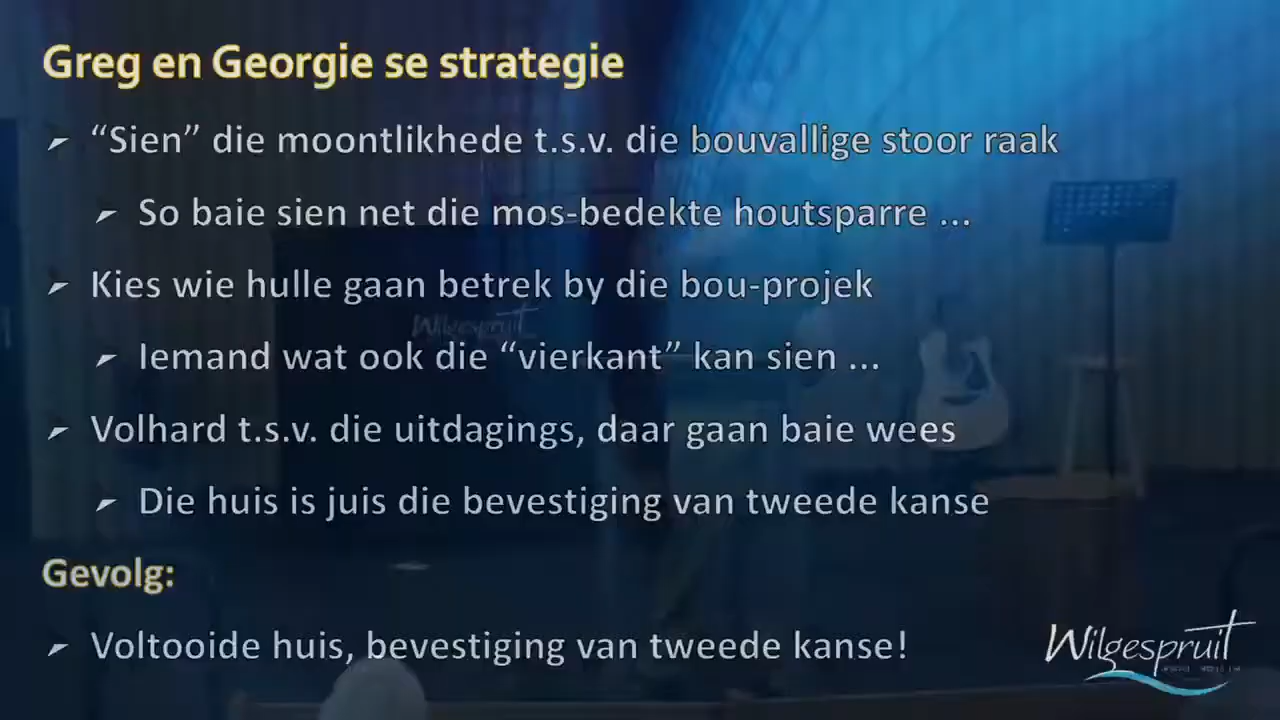 Greg en Georgie se strategie
“Sien” die moontlikhede t.s.v. die bouvallige stoor raak
So baie sien net die mos-bedekte houtsparre ...
Kies wie hulle gaan betrek by die bou-projek
Iemand wat ook die “vierkant” kan sien ...
Volhard t.s.v. die uitdagings, daar gaan baie wees
Die huis is juis die bevestiging van tweede kanse
Gevolg:
Voltooide huis, bevestiging van tweede kanse!
Wilgespruit
Wilgespruit